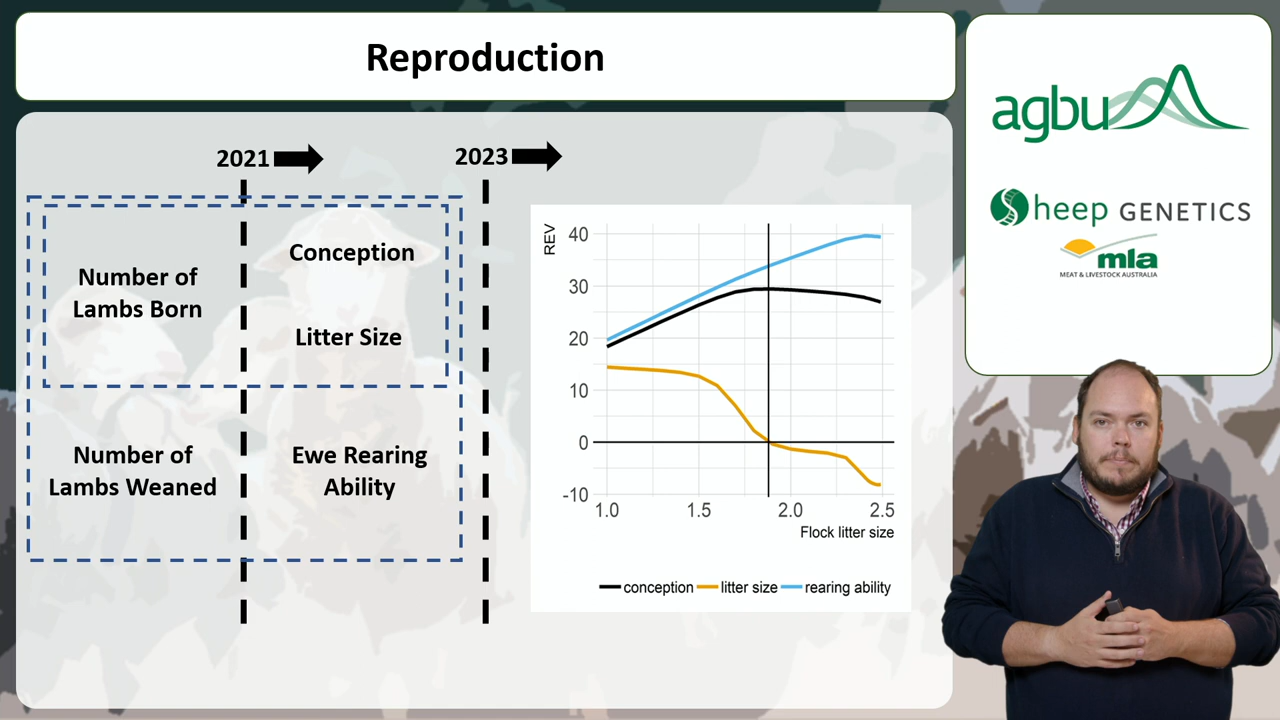 Reproduction
agbu
Sheep GENETICS
mla
MEAT & LIVESTOCK AUSTRALIA
2021
2023
Number of
Lambs Born
Conception
Litter Size
Number of
Lambs Weaned
Ewe Rearing
Ability
REV
40
30
20
10
0
-10
1.0
1.5
2.0
2.5
Flock litter size
conception
litter size
rearing ability